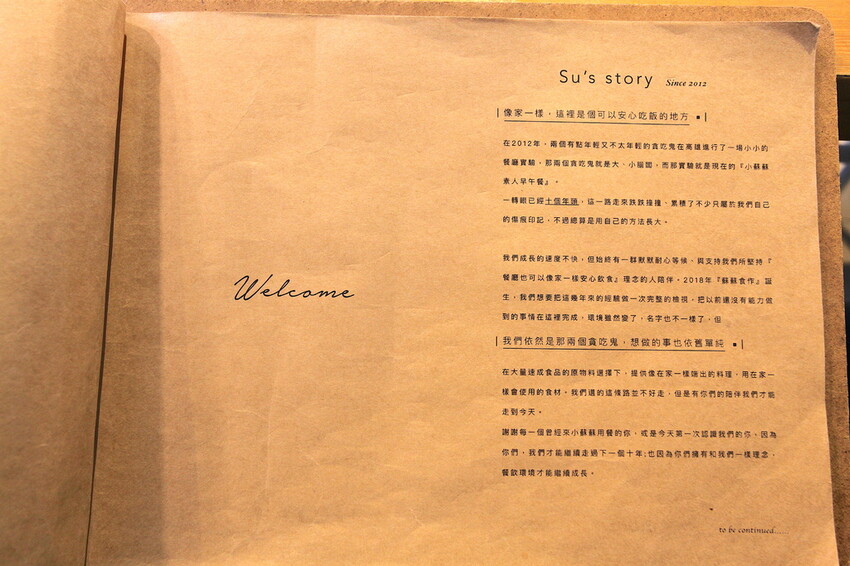 Welcome
Su's story Since 2012
像家一樣，這裡是個可以安心吃飯的地方
在2012年，兩個有點年輕又不太年輕的貪吃鬼在高雄進行了一場小小的
餐廳實驗，那兩個貪吃鬼就是大、小腦闆，而那實驗就是現在的『小蘇蘇
素人早午餐』。
一轉眼已經十個年頭，這一路走來跌跌撞撞、累積了不少只屬於我們自己
的傷痕印記，不過總算是用自己的方法長大。
我們成長的速度不快，但始終有一群默默耐心等候、與支持我們所堅持『
餐廳也可以像家一樣安心飲食』理念的人陪伴。2018年『蘇蘇食作』誕
生，我們想要把這幾年來的經驗做一次完整的檢視，把以前還沒有能力做
到的事情在這裡完成，環境雖然變了，名字也不一樣了，但
我們依然是那兩個貪吃鬼，想做的事也依舊單純
在大量速成食品的原物料選擇下，提供像在家一樣端出的料理，用在家一
樣會使用的食材。我們選的這條路並不好走，但是有你們的陪伴我們才能
走到今天。
謝謝每一個曾經來小蘇蘇用餐的你、或是今天第一次認識我們的你、因為
你們，我們才能繼續走過下一個十年;也因為你們擁有和我們一樣理念，
餐飲環境才能繼續成長。
to be continued......